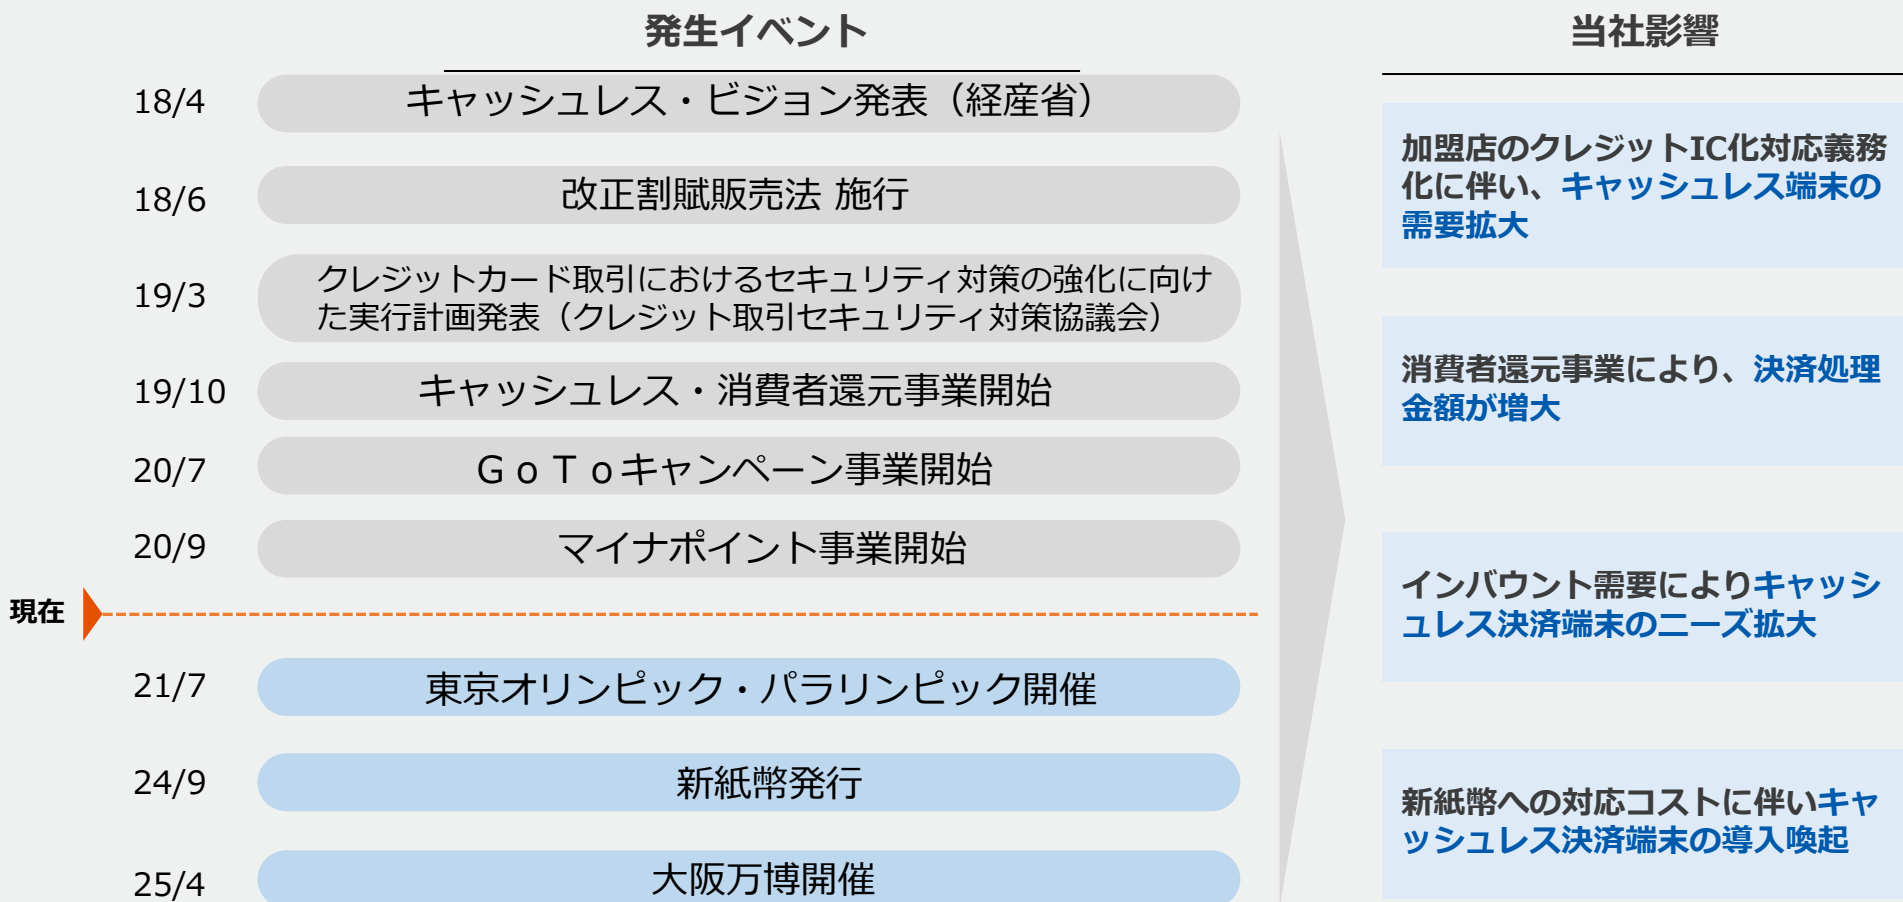 発生イベント
当社影響
18/4
キャッシュレス・ビジョン発表（経産省）
18/6
改正割賦販売法 施行
19/3
クレジットカード取引におけるセキュリティ対策の強化に向け
た実行計画発表（クレジット取引セキュリティ対策協議会）
19/10
キャッシュレス・消費者還元事業開始
20/7
ＧｏＴｏキャンペーン事業開始
20/9
マイナポイント事業開始
現在
21/7
東京オリンピック・パラリンピック開催
24/9
新紙幣発行
25/4
大阪万博開催
加盟店のクレジットIC化対応義務
化に伴い、キャッシュレス端末の
需要拡大
消費者還元事業により、決済処理
金額が増大
インバウント需要によりキャッシ
ュレス決済端末のニーズ拡大
新紙幣への対応コストに伴いキャ
ッシュレス決済端末の導入喚起